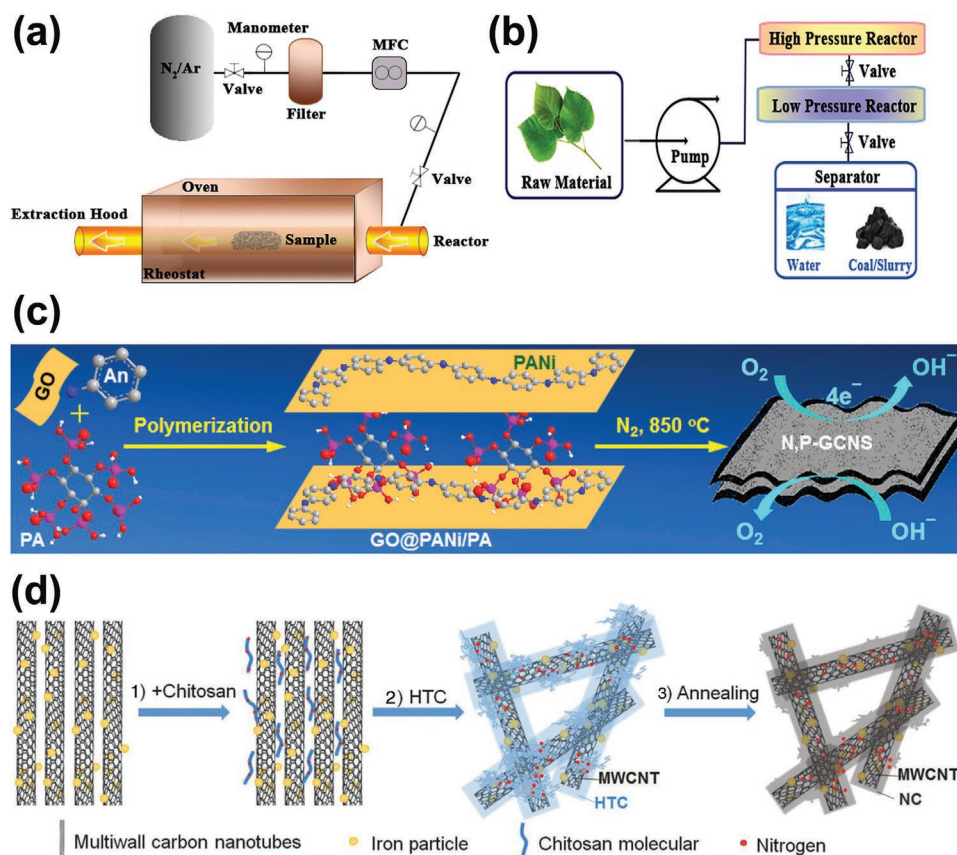 (a)
N2/Ar
Manometer
Valve
Filter
MFC
Valve
Oven
Extraction Hood
Sample
Reactor
Rheostat
(b)
Raw Material
Pump
High Pressure Reactor
Valve
Low Pressure Reactor
Valve
Separator
Water
Coal/Slurry
(c)
GO
An
+
PA
Polymerization
PANi
GO@PANi/PA
N2, 850 °C
O2
4e−
OH−
N,P-GCNS
O2
OH−
(d)
1) +Chitosan
2) HTC
MWCNT
HTC
3) Annealing
MWCNT
NC
Multiwall carbon nanotubes
Iron particle
Chitosan molecular
Nitrogen